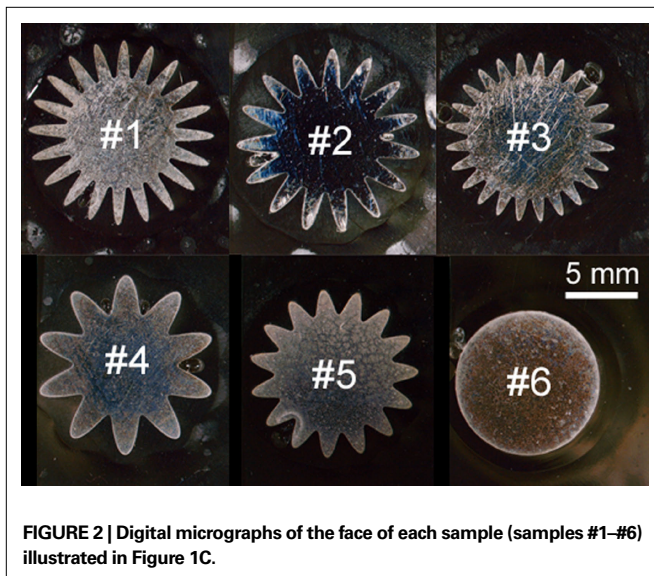 #1
#2
#3
5 mm
#4
#5
#6
FIGURE 2 | Digital micrographs of the face of each sample (samples #1–#6)
illustrated in Figure 1C.